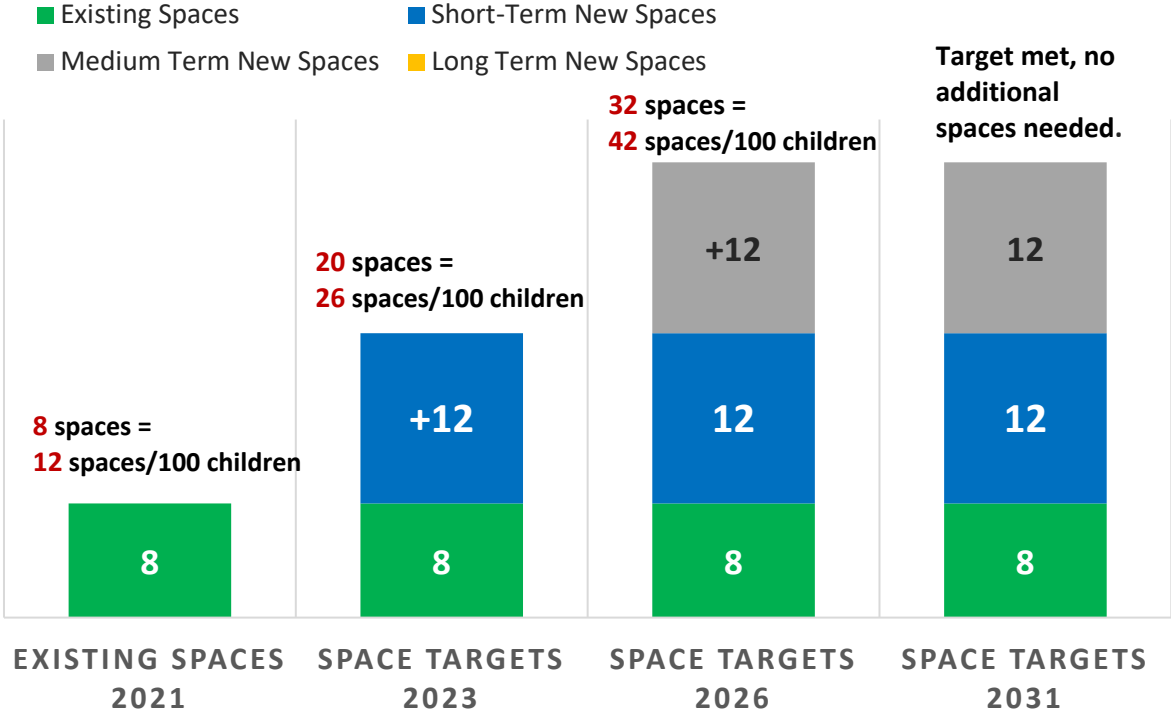 Existing Spaces
Short-Term New Spaces
Medium Term New Spaces
Long Term New Spaces
8 spaces =
12 spaces/100 children
20 spaces =
26 spaces/100 children
32 spaces =
42 spaces/100 children
Target met, no
additional
spaces needed.
8
+12
8
+12
12
8
12
12
8
EXISTING SPACES
2021
SPACE TARGETS
2023
SPACE TARGETS
2026
SPACE TARGETS
2031